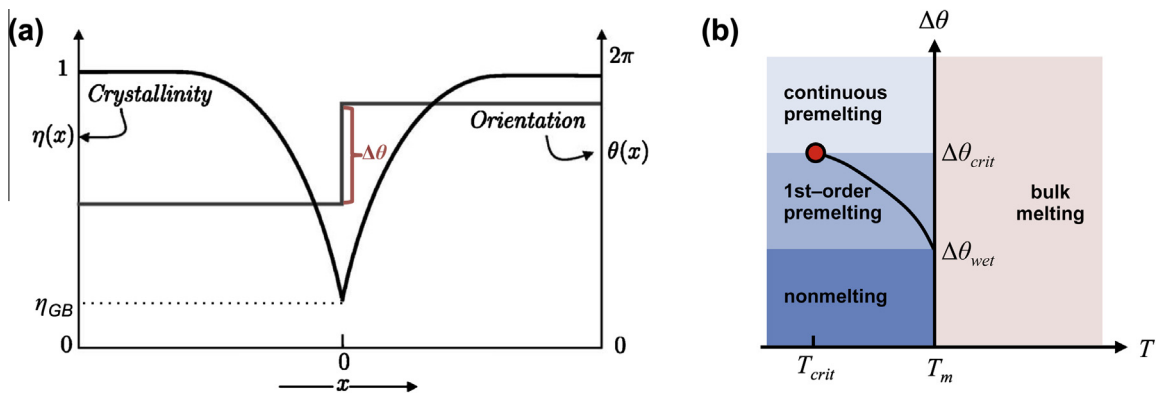 (a)
1
2π
Crystallinity
Orientation
η(x)
Δθ
θ(x)
η_GB
0
0
0
x
(b)
Δθ
continuous
premelting
Δθ_crit
1st–order
premelting
bulk
melting
Δθ_wet
nonmelting
T
T_crit
T_m